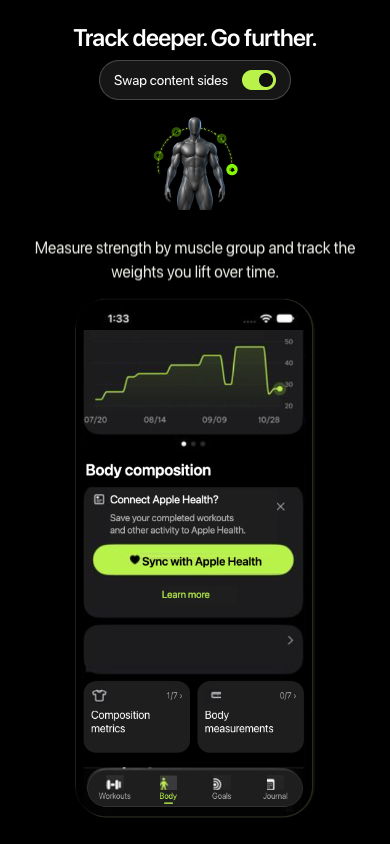 Track deeper. Go further.
Swap content sides
Measure strength by muscle group and track the
weights you lift over time.
1:33
50
40
30
20
07/20 08/14 09/09 10/28
Body composition
Connect Apple Health?
Save your completed workouts
and other activity to Apple Health.
Sync with Apple Health
Learn more
1/7 › 0/7 ›
Composition
metrics
Body
measurements
Workouts Body Goals Journal